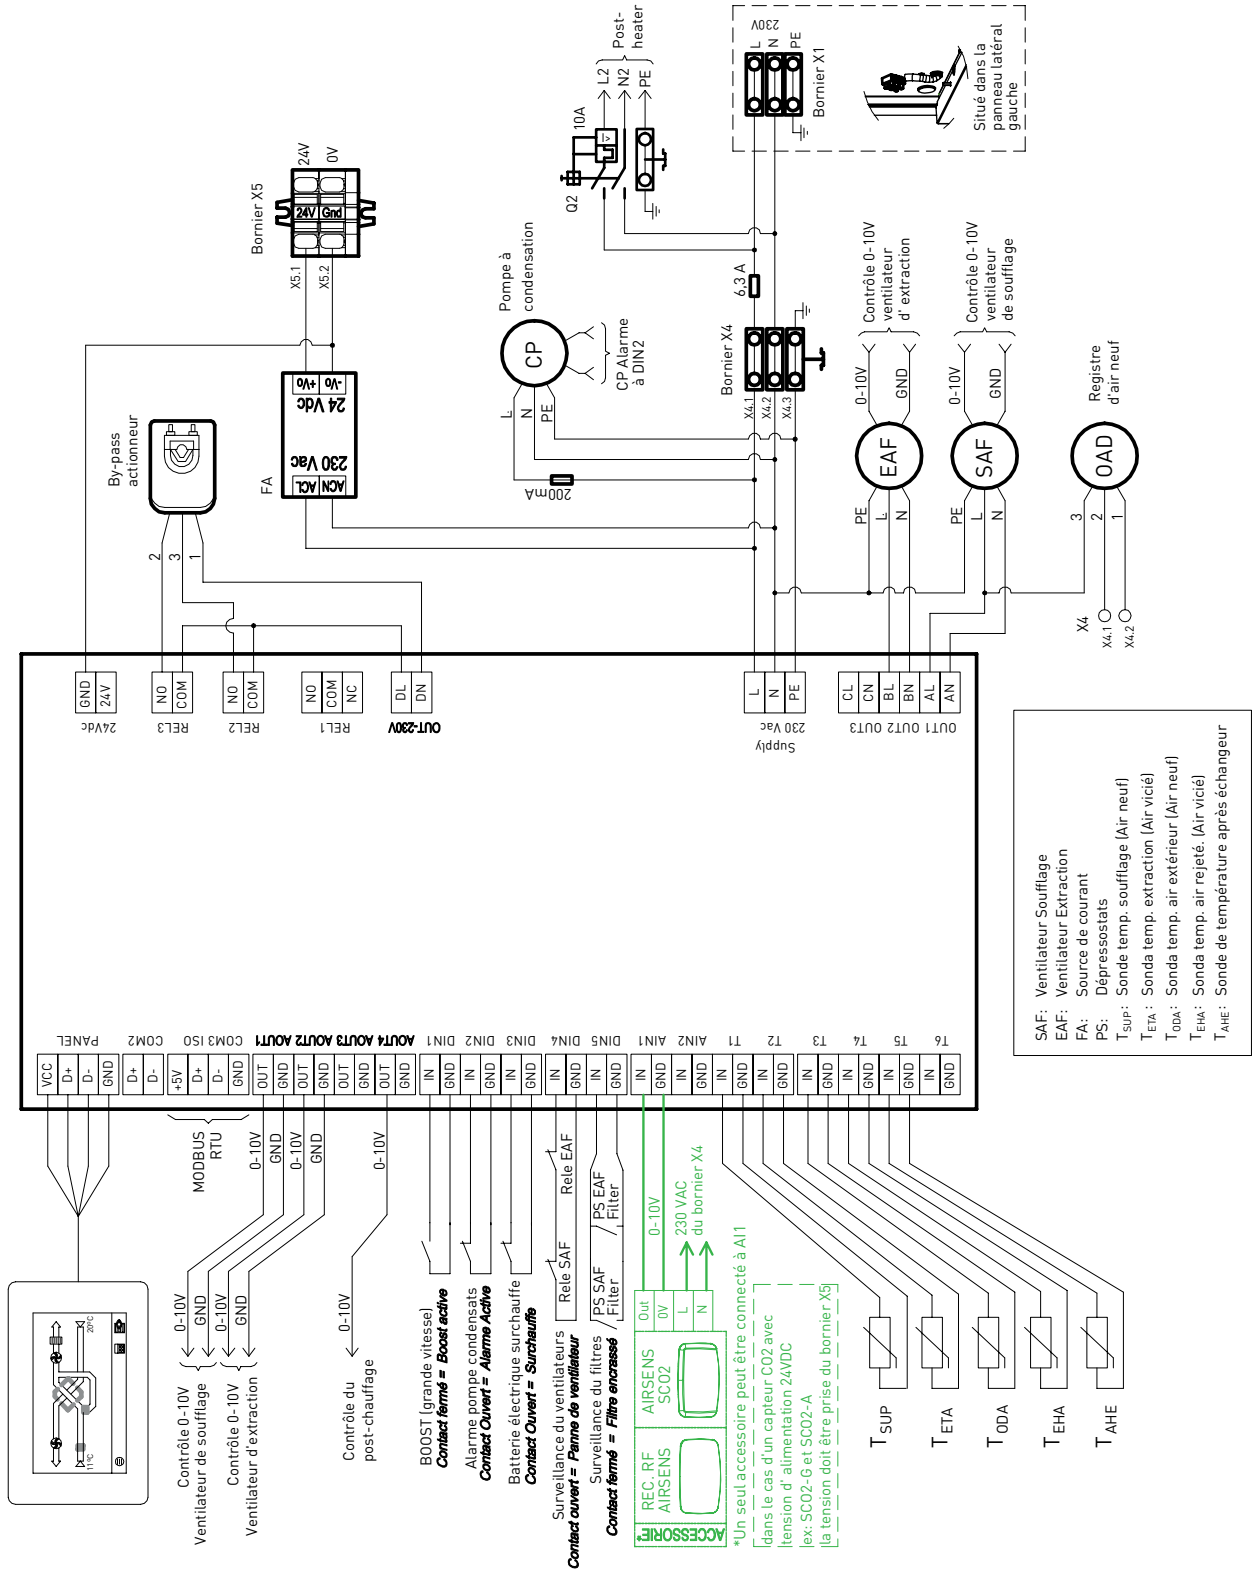 230V
L
N
PE
Bornier X1
Situé dans la
panneau latéral
gauche
Post-
heater
L2
N2
PE
10A
Q2
Bornier X5
24V
0V
24V
Gnd
X5.1
X5.2
By-pass
actionneur
2
3
1
FA
+Vo
-Vo
24 Vdc
230 Vac
ACL
ACN
Pompe à
condensation
CP
CP Alarme
à DIN2
L
N
PE
200mA
6,3 A
Bornier X4
X4.1
X4.2
X4.3
Contrôle 0-10V
ventilateur
d' extraction
0-10V
GND
EAF
PE
L
N
Contrôle 0-10V
ventilateur
de soufflage
0-10V
GND
SAF
PE
L
N
Registre
d'air neuf
OAD
3
2
1
X4
X4.1
X4.2
GND
24V
24Vdc
NO
COM
REL3
NO
COM
REL2
NO
COM
NC
REL1
DL
DN
OUT-230V
L
N
PE
Supply
230 Vac
CL
CN
BL
BN
AL
AN
OUT1 OUT2 OUT3
PANEL
COM2
COM3 ISO
AOUT1
AOUT2
AOUT3
AOUT4
DIN1
DIN2
DIN3
DIN4
DIN5
AIN1
AIN2
T1
T2
T3
T4
T5
T6
VCC
D+
D-
GND
D+
D-
+5V
D+
D-
GND
OUT
GND
OUT
GND
OUT
GND
OUT
GND
IN
GND
IN
GND
IN
GND
IN
GND
IN
GND
IN
GND
IN
GND
IN
GND
IN
GND
IN
GND
IN
GND
IN
GND
IN
GND
MODBUS
RTU
0-10V
GND
0-10V
GND
0-10V
11ºC
20ºC
0-10V
GND
0-10V
GND
Contrôle 0-10V
Ventilateur de soufflage
Contrôle 0-10V
Ventilateur d'extraction
0-10V
Contrôle du
post-chauffage
BOOST (grande vitesse)
Contact fermé = Boost active
Alarme pompe condensats
Contact Ouvert = Alarme Active
Batterie électrique surchauffe
Contact Ouvert = Surchauffe
Rele SAF
Rele EAF
Surveillance du ventilateurs
Contact ouvert = Panne de ventilateur
PS SAF
Filter
PS EAF
Filter
Surveillance du filtres
Contact fermé = Filtre encrassé
0-10V
230 VAC
du bornier X4
Out
0V
L
N
AIRSENS
SCO2
REC. RF
AIRSENS
ACCESSORIE*
*Un seul accessoire peut être connecté à AI1
dans le cas d'un capteur CO2 avec
tension d' alimentation 24VDC
ex: SCO2-G et SCO2-A
la tension doit être prise du bornier X5
TSUP
TETA
TODA
TEHA
TAHE
SAF: Ventilateur Soufflage
EAF: Ventilateur Extraction
FA: Source de courant
PS: Dépressostats
TSUP: Sonde temp. soufflage (Air neuf)
TETA: Sonda temp. extraction (Air vicié)
TODA: Sonda temp. air extérieur (Air neuf)
TEHA: Sonda temp. air rejeté. (Air vicié)
TAHE: Sonde de température après échangeur